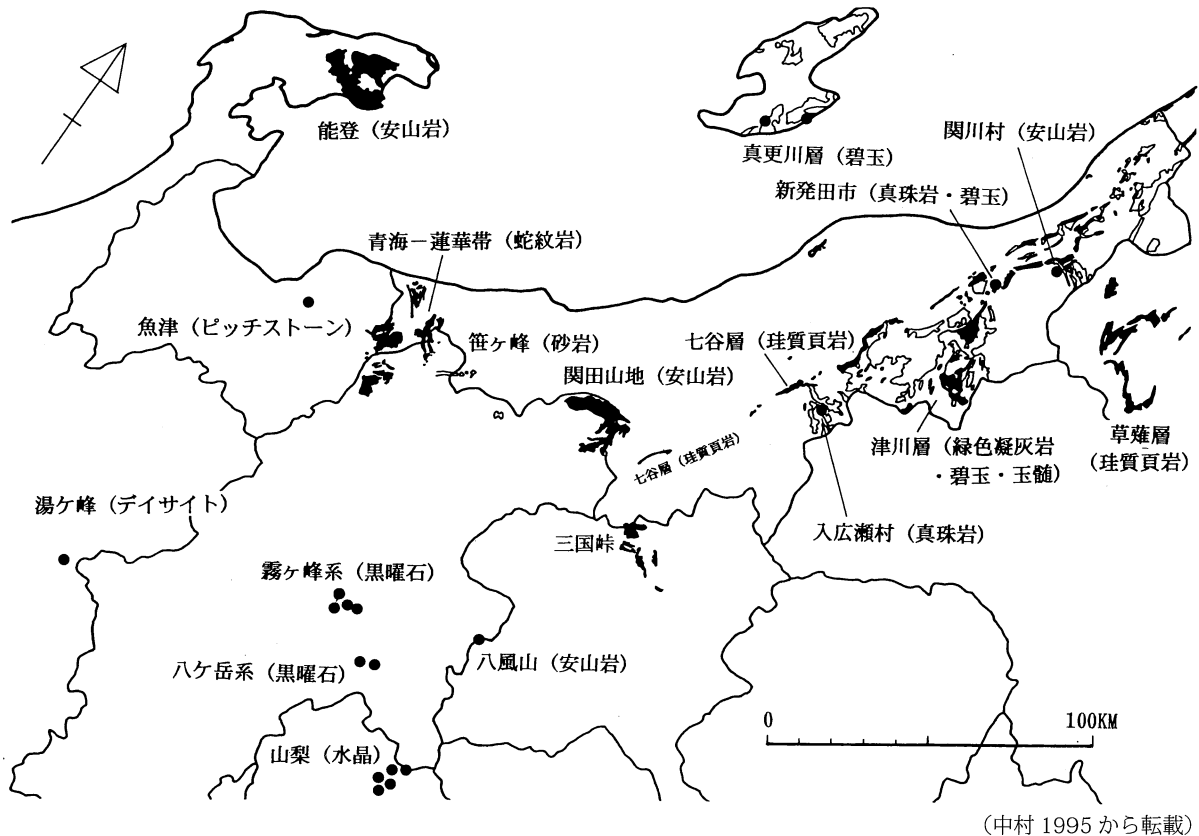 能登（安山岩）
真更川層（碧玉）
関川村（安山岩）
新発田市（真珠岩・碧玉）
青海－蓮華帯（蛇紋岩）
魚津（ピッチストーン）
笹ヶ峰（砂岩）
七谷層（珪質頁岩）
関田山地（安山岩）
七谷層（珪質頁岩）
津川層（緑色凝灰岩
・碧玉・玉髄）
草薙層
（珪質頁岩）
湯ケ峰（デイサイト）
入広瀬村（真珠岩）
三国峠
霧ヶ峰系（黒曜石）
八ケ岳系（黒曜石）
八風山（安山岩）
0
100KM
山梨（水晶）
（中村 1995 から転載）